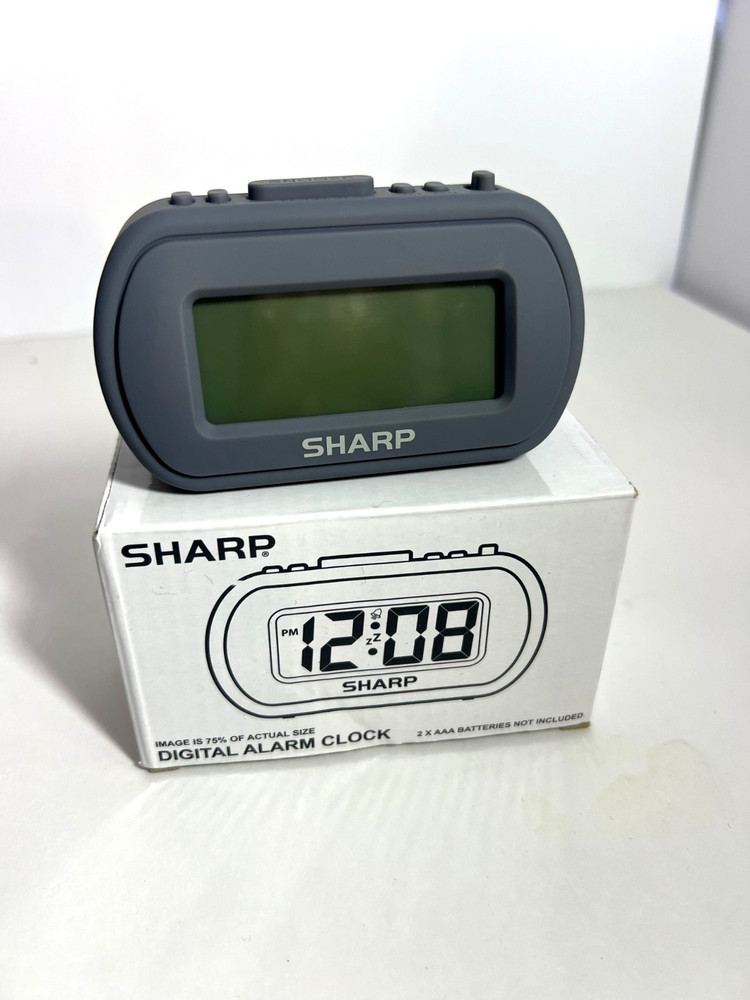 SHARP
SHARP®
PM 12:08
zZ
SHARP
IMAGE IS 75% OF ACTUAL SIZE
DIGITAL ALARM CLOCK
2 X AAA BATTERIES NOT INCLUDED